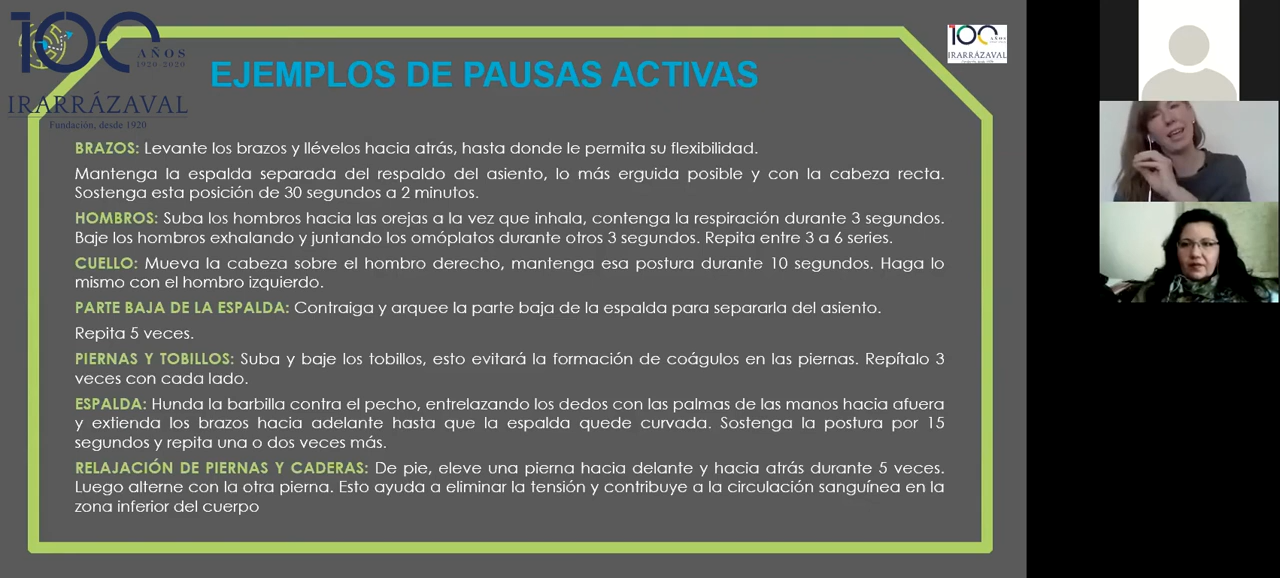 100
AÑOS
1920-2020
IRARRÁZAVAL
Fundación, desde 1920
100
AÑOS
IRARRÁZAVAL
EJEMPLOS DE PAUSAS ACTIVAS
BRAZOS: Levante los brazos y llévelos hacia atrás, hasta donde le permita su flexibilidad.
Mantenga la espalda separada del respaldo del asiento, lo más erguida posible y con la cabeza recta.
Sostenga esta posición de 30 segundos a 2 minutos.
HOMBROS: Suba los hombros hacia las orejas a la vez que inhala, contenga la respiración durante 3 segundos.
Baje los hombros exhalando y juntando los omóplatos durante otros 3 segundos. Repita entre 3 a 6 series.
CUELLO: Mueva la cabeza sobre el hombro derecho, mantenga esa postura durante 10 segundos. Haga lo
mismo con el hombro izquierdo.
PARTE BAJA DE LA ESPALDA: Contraiga y arquee la parte baja de la espalda para separarla del asiento.
Repita 5 veces.
PIERNAS Y TOBILLOS: Suba y baje los tobillos, esto evitará la formación de coágulos en las piernas. Repítalo 3
veces con cada lado.
ESPALDA: Hunda la barbilla contra el pecho, entrelazando los dedos con las palmas de las manos hacia afuera
y extienda los brazos hacia adelante hasta que la espalda quede curvada. Sostenga la postura por 15
segundos y repita una o dos veces más.
RELAJACIÓN DE PIERNAS Y CADERAS: De pie, eleve una pierna hacia delante y hacia atrás durante 5 veces.
Luego alterne con la otra pierna. Esto ayuda a eliminar la tensión y contribuye a la circulación sanguínea en la
zona inferior del cuerpo